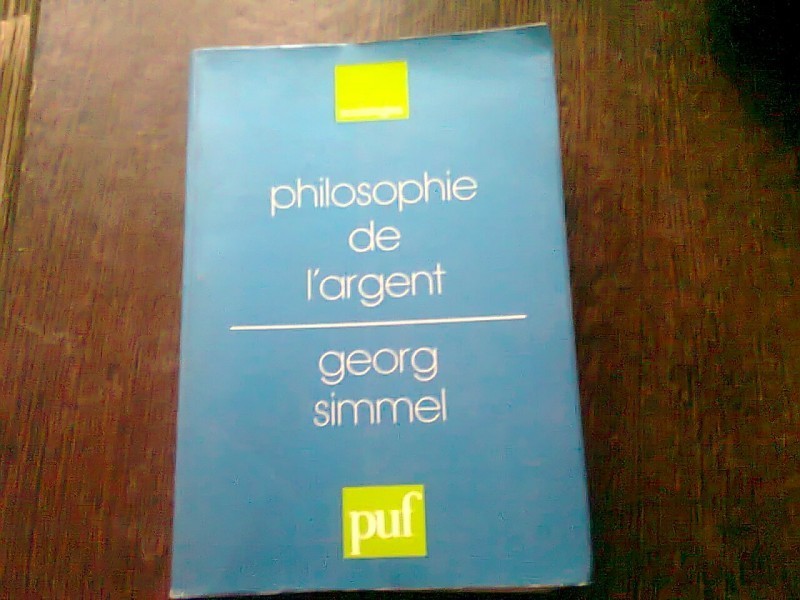 philosophie
de
l'argent
georg
simmel
puf